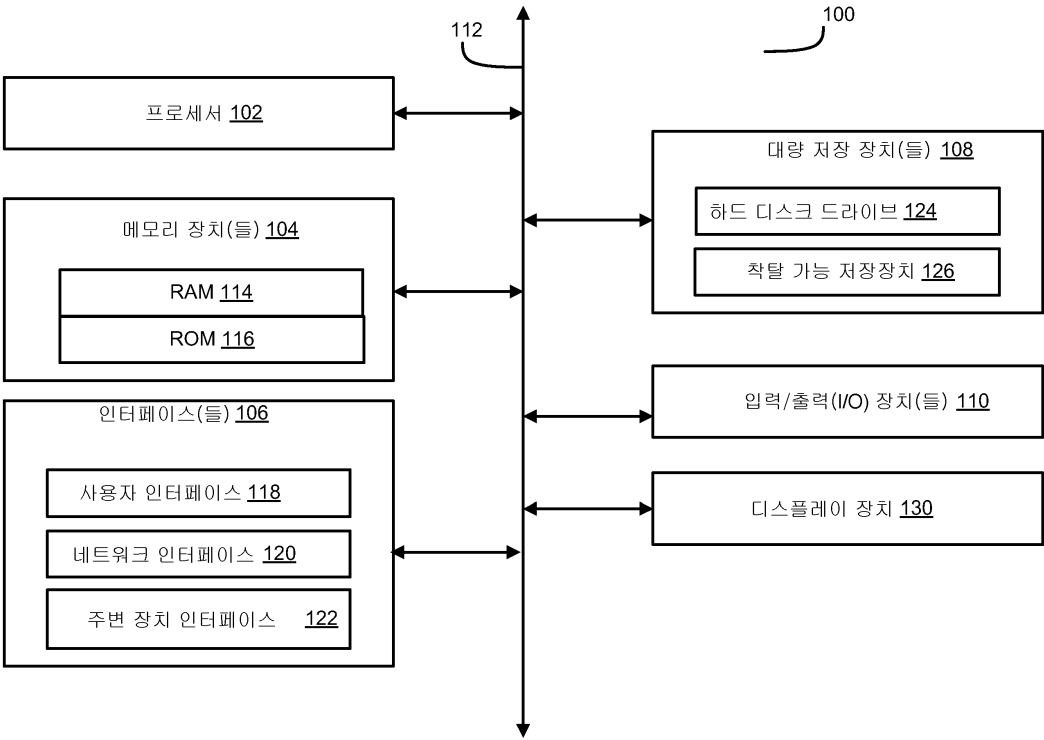 112
100
프로세서 102
메모리 장치(들) 104
RAM 114
ROM 116
인터페이스(들) 106
사용자 인터페이스 118
네트워크 인터페이스 120
주변 장치 인터페이스 122
대량 저장 장치(들) 108
하드 디스크 드라이브 124
착탈 가능 저장장치 126
입력/출력(I/O) 장치(들) 110
디스플레이 장치 130